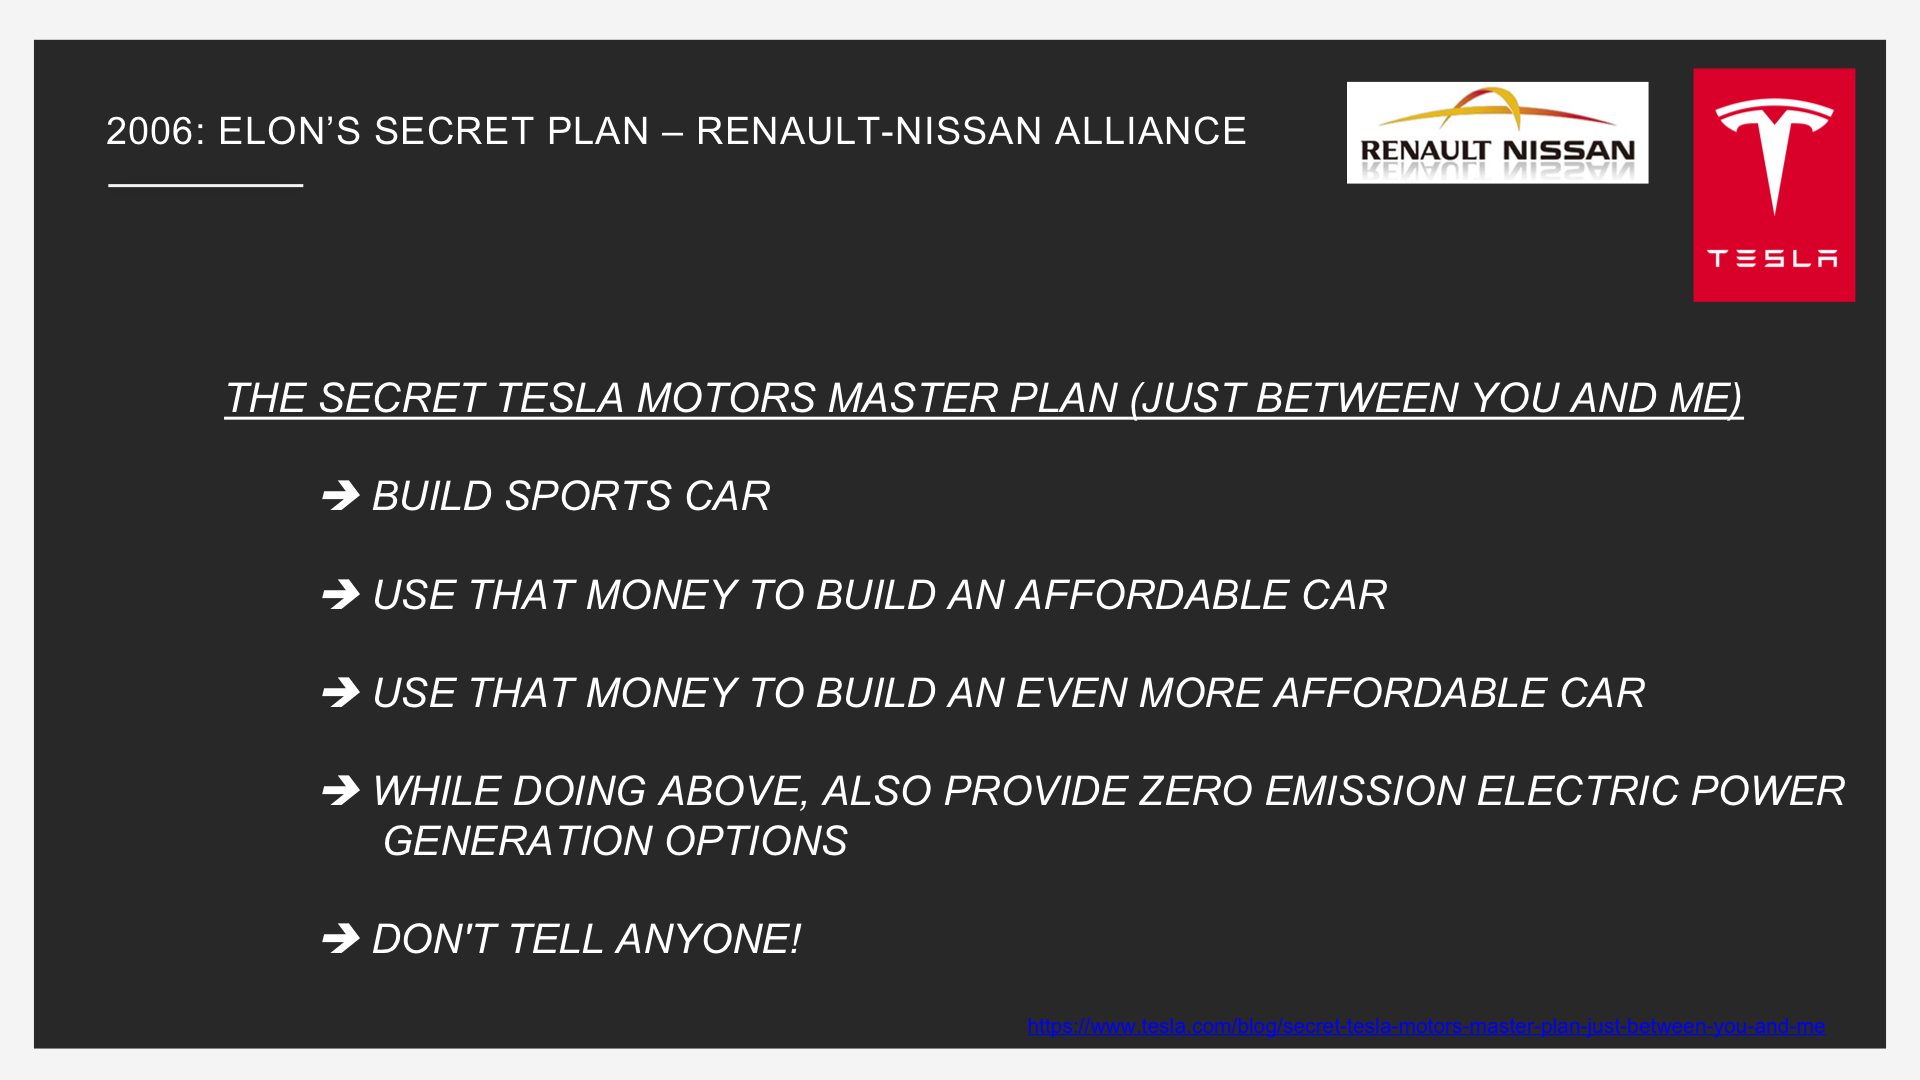 2006: ELON’S SECRET PLAN – RENAULT-NISSAN ALLIANCE
RENAULT NISSAN
TESLA
THE SECRET TESLA MOTORS MASTER PLAN (JUST BETWEEN YOU AND ME)
➔ BUILD SPORTS CAR
➔ USE THAT MONEY TO BUILD AN AFFORDABLE CAR
➔ USE THAT MONEY TO BUILD AN EVEN MORE AFFORDABLE CAR
➔ WHILE DOING ABOVE, ALSO PROVIDE ZERO EMISSION ELECTRIC POWER
GENERATION OPTIONS
➔ DON'T TELL ANYONE!
https://www.tesla.com/blog/secret-tesla-motors-master-plan-just-between-you-and-me